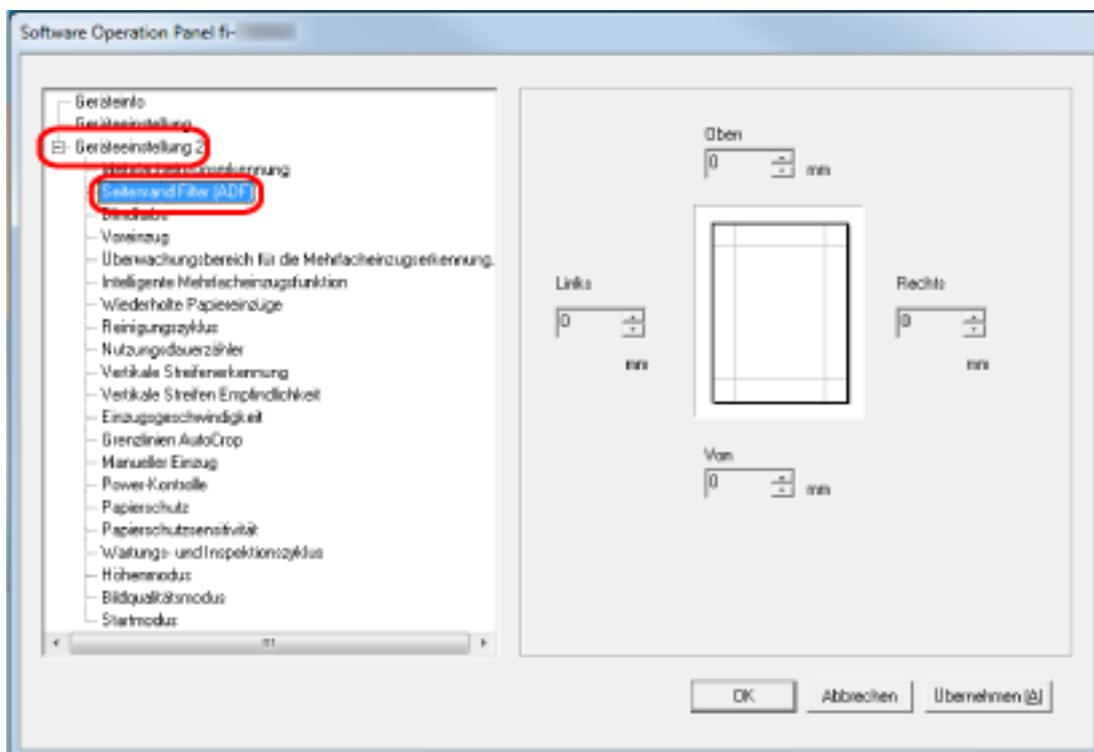 Software Operation Panel fi-
Geräteinfo
Geräteeinstellung
Geräteeinstellung 2
Seitenrand Filter (ADF)
Voreinzug
Überwachungsbereich für die Mehrfacheinzugserkennung.
Intelligente Mehrfacheinzugsfunktion
Wiederholte Papiereinzüge
Reinigungszyklus
Nutzungsdauerzähler
Vertikale Streifenerkennung
Vertikale Streifen Empfindlichkeit
Einzugsgeschwindigkeit
Grenzlinien AutoCrop
Manueller Einzug
Power-Kontrolle
Papierschutz
Papierschutzsensitivität
Wartungs- und Inspektionszyklus
Höhenmodus
Bildqualitätsmodus
Startmodus
Oben
0 mm
Links
0
mm
Rechts
0
mm
0 mm
OK Abbrechen Übernehmen (A)